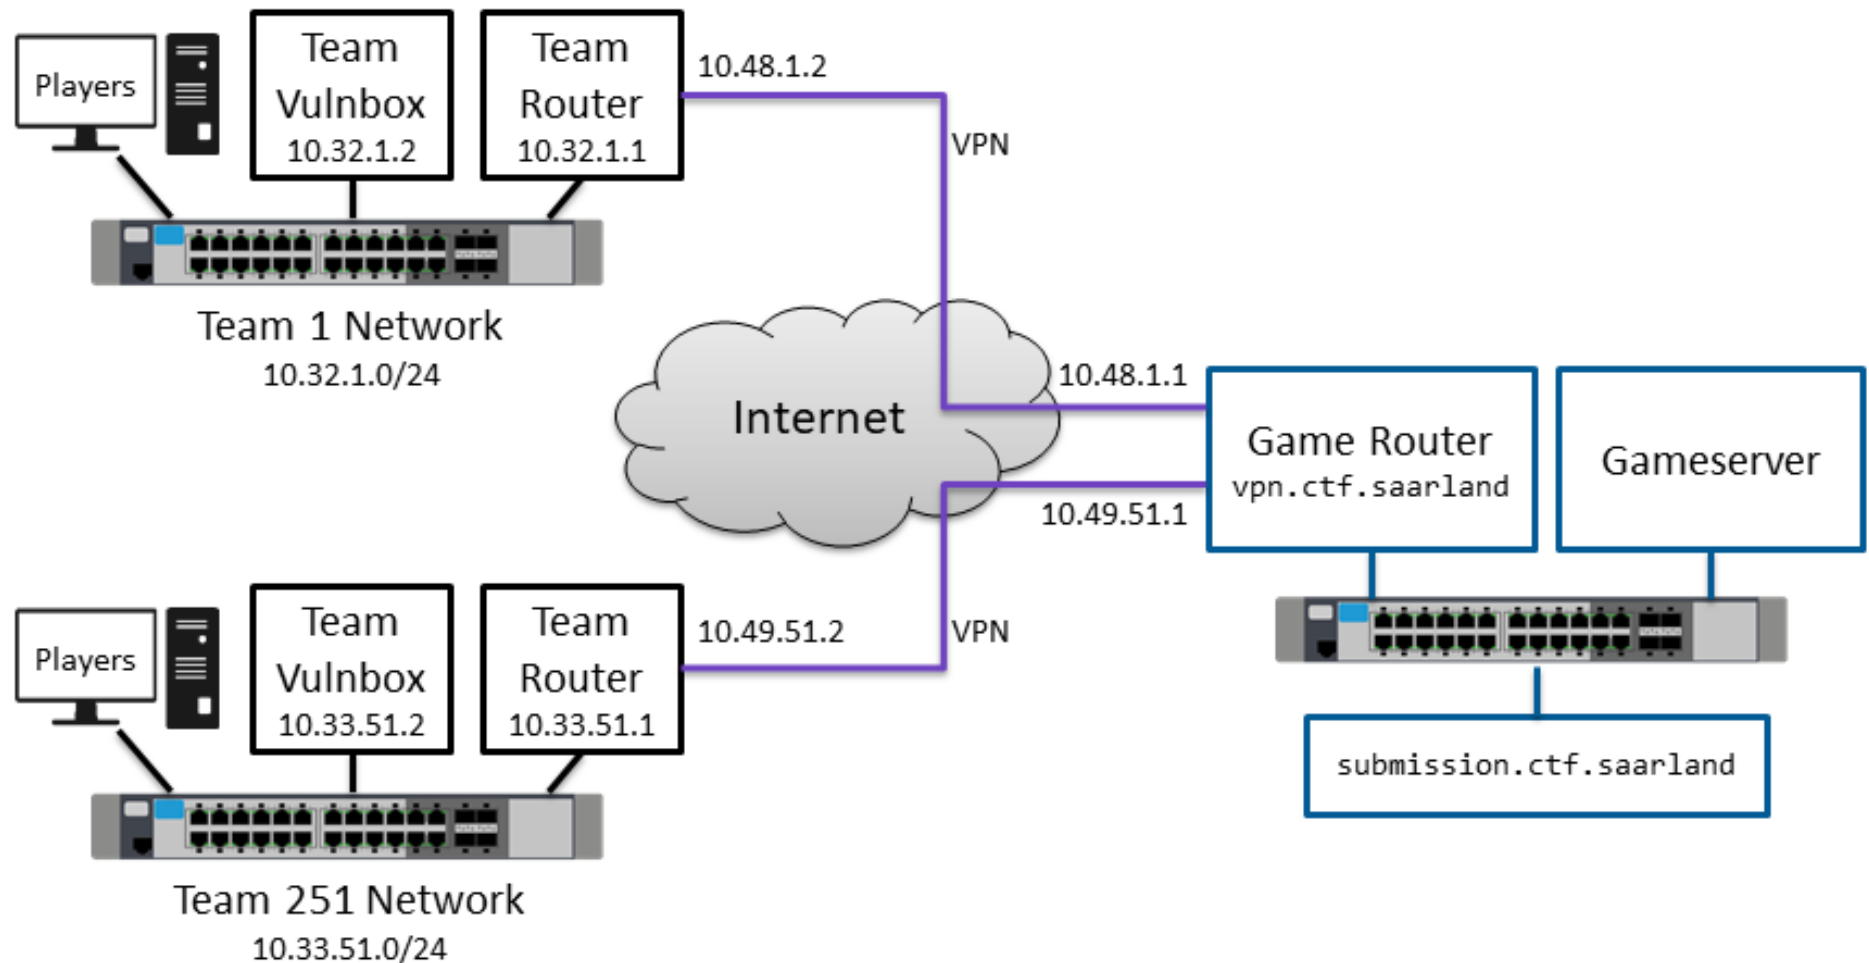 Players
Team
Vulnbox
10.32.1.2
Team
Router
10.32.1.1
10.48.1.2
VPN
Team 1 Network
10.32.1.0/24
Internet
10.48.1.1
10.49.51.1
Game Router
vpn.ctf.saarland
Gameserver
submission.ctf.saarland
Players
Team
Vulnbox
10.33.51.2
Team
Router
10.33.51.1
10.49.51.2
VPN
Team 251 Network
10.33.51.0/24